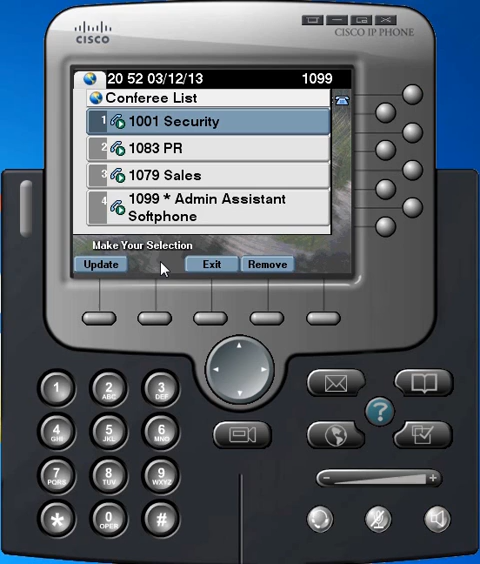 CISCO
CISCO IP PHONE
20 52 03/12/13 1099
Conferee List
1 1001 Security
2 1083 PR
3 1079 Sales
4 1099 * Admin Assistant
Softphone
Make Your Selection
Update Exit Remove
1 2 3
ABC DEF
4 5 6
GHI JKL MNO
7 8 9
PQRS TUV WXYZ
* 0 #
OPER
?
- +